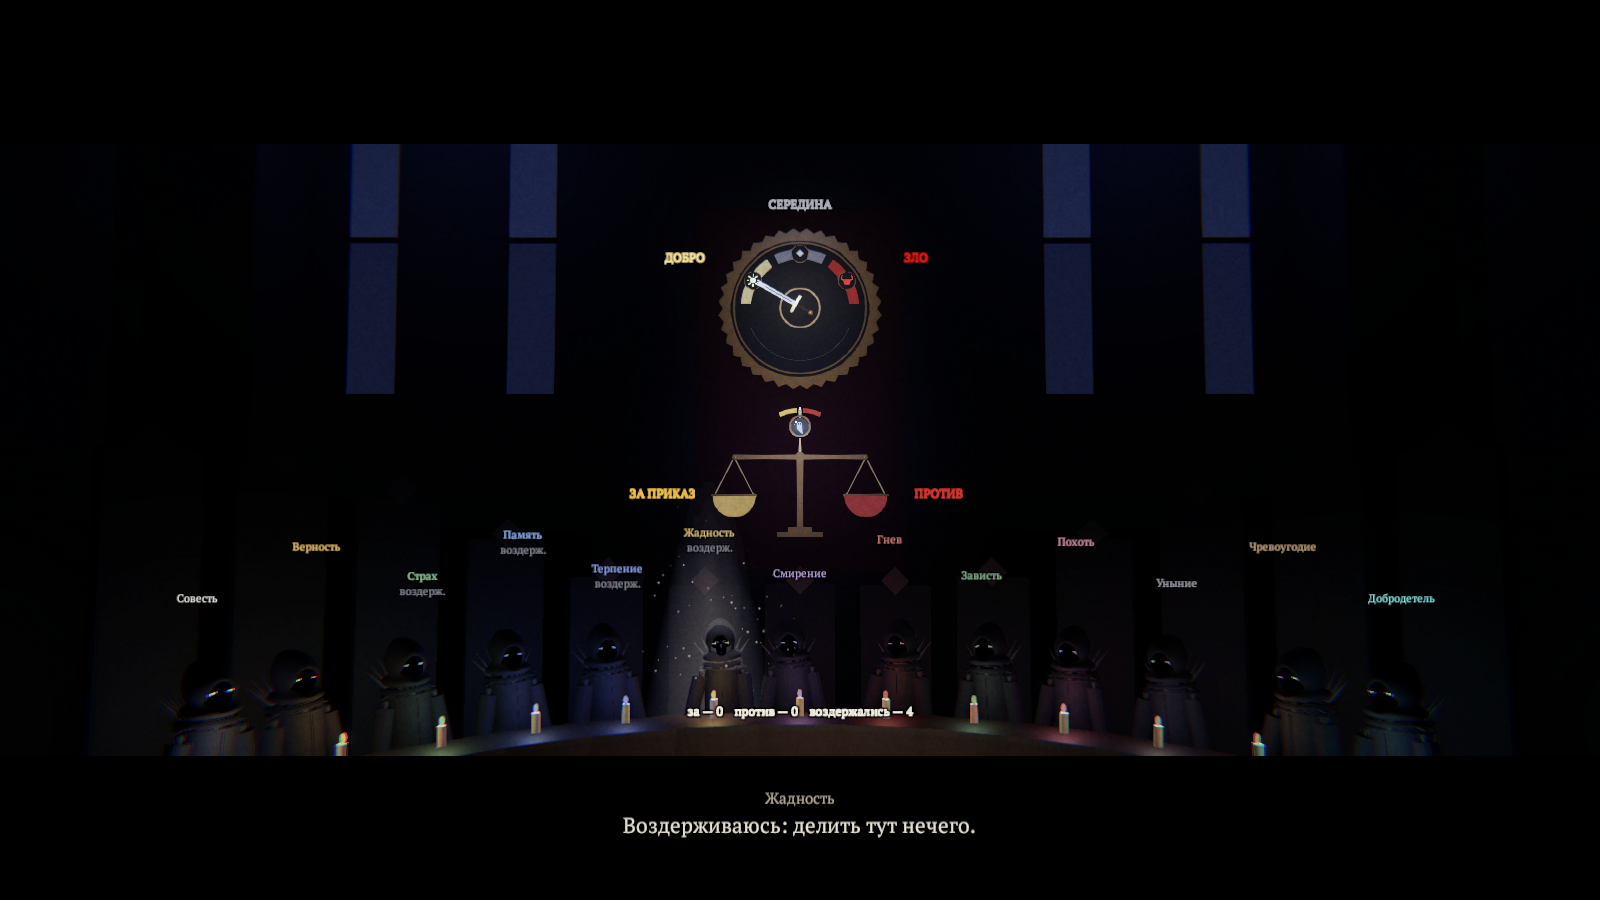 СЕРЕДИНА
ДОБРО
ЗЛО
ЗА ПРИКАЗ
ПРОТИВ
Совесть
Верность
Страх
воздерж.
Память
воздерж.
Терпение
воздерж.
Жадность
воздерж.
Смирение
Гнев
Зависть
Похоть
Уныние
Чревоугодие
Добродетель
за — 0 против — 0 воздержались — 4
Жадность
Воздерживаюсь: делить тут нечего.